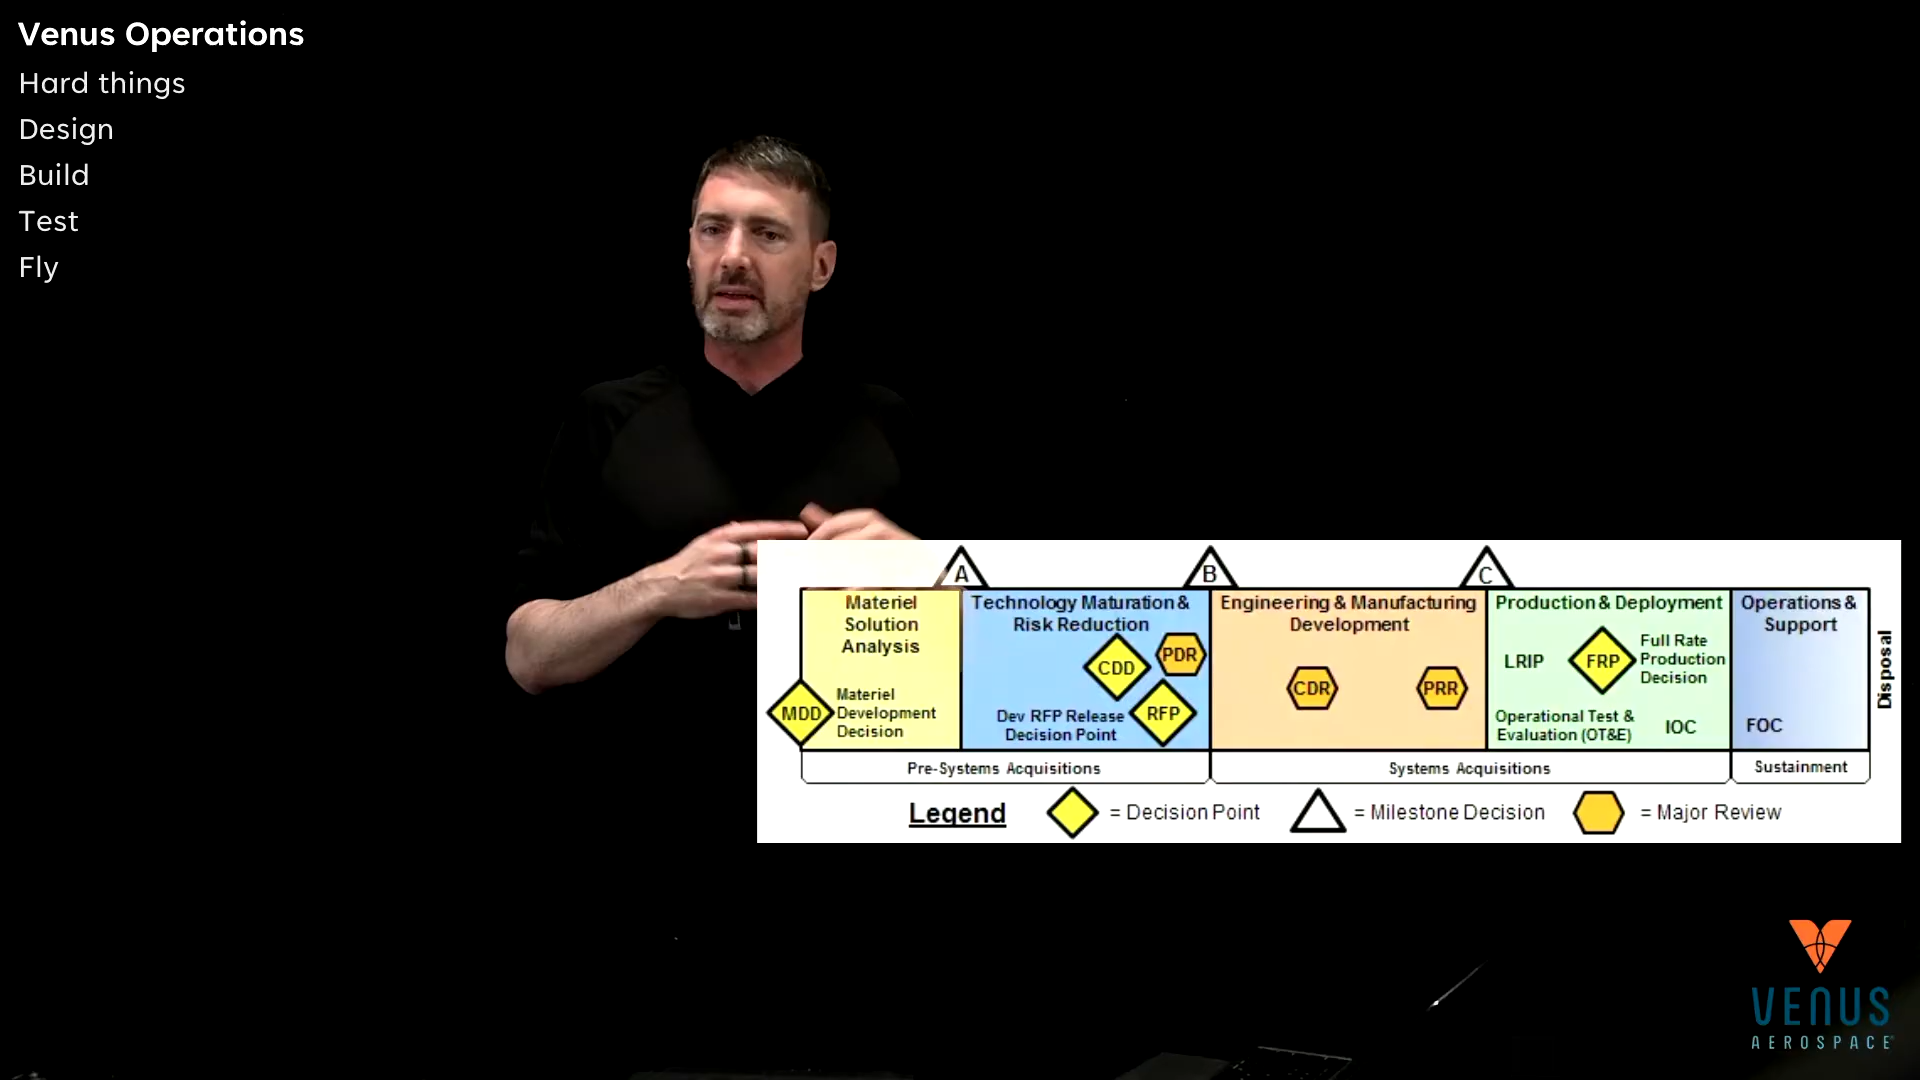 Venus Operations
Hard things
Design
Build
Test
Fly
A
B
C
Materiel
Solution
Analysis
MDD
Materiel
Development
Decision
Technology Maturation &
Risk Reduction
CDD
PDR
Dev RFP Release
Decision Point
RFP
Engineering & Manufacturing
Development
CDR
PRR
Production & Deployment
LRIP
FRP
Full Rate
Production
Decision
Operational Test &
Evaluation (OT&E)
IOC
Operations &
Support
FOC
Disposal
Pre-Systems Acquisitions
Systems Acquisitions
Sustainment
Legend
= Decision Point
= Milestone Decision
= Major Review
VENUS
AEROSPACE